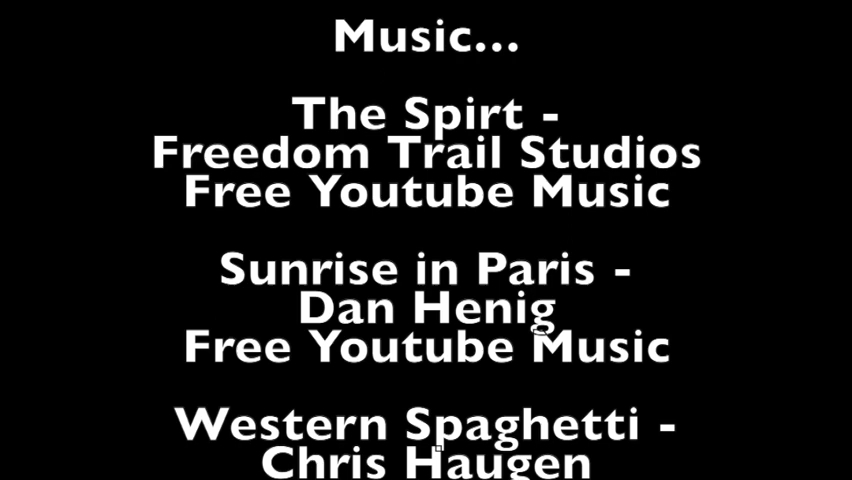 Music...
The Spirt -
Freedom Trail Studios
Free Youtube Music
Sunrise in Paris -
Dan Henig
Free Youtube Music
Western Spaghetti -
Chris Haugen